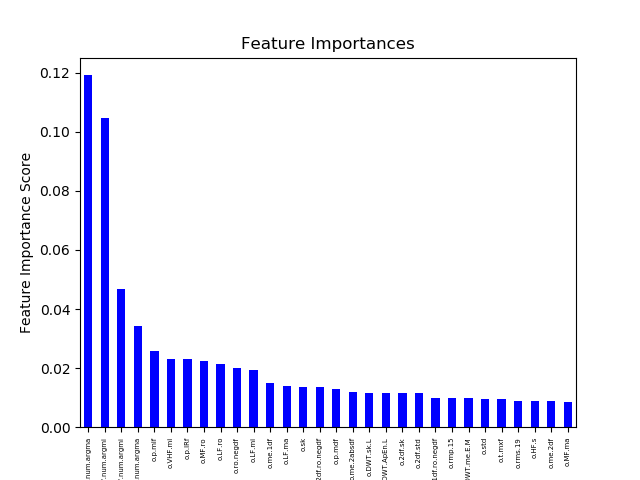 Feature Importances
Feature Importance Score
0.12
0.10
0.08
0.06
0.04
0.02
0.00
.num.argma
.num.argmi
.num.argmi
.num.argma
o.p.mif
o.VHF.mi
o.p.IRf
o.MF.ro
o.LF.ro
o.ro.negdf
o.LF.mi
o.me.1df
o.LF.ma
o.sk
2df.ro.negdf
o.p.mdf
o.me.2absdf
o.DWT.sk.L
DWT.ApEn.L
o.2df.sk
o.2df.std
1df.ro.negdf
o.rmp.15
WT.me.E.M
o.std
o.t.mxf
o.rms.19
o.HF.s
o.me.2df
o.MF.ma